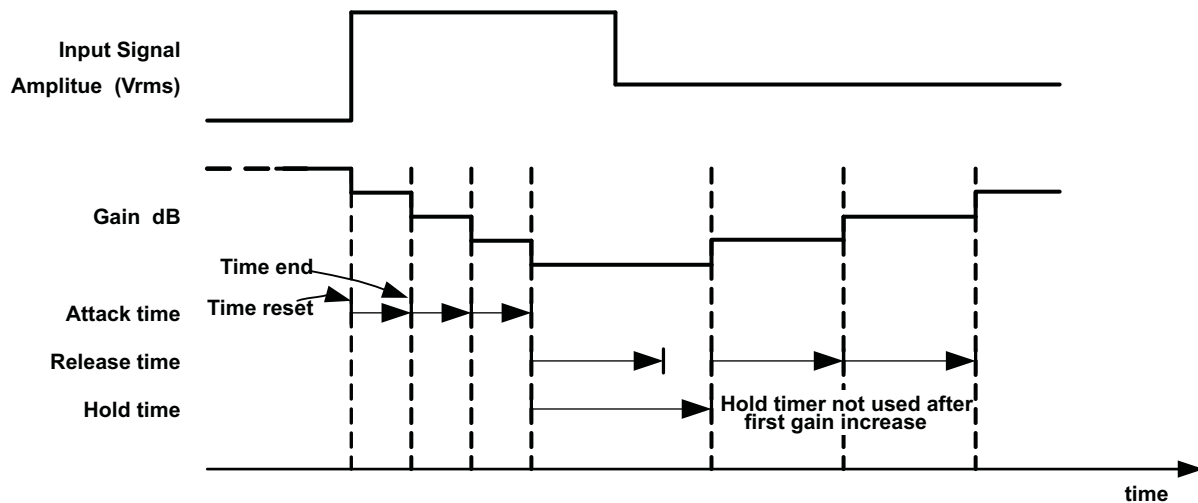 Input Signal
Amplitue (Vrms)
Gain dB
Time end
Time reset
Attack time
Release time
Hold time
Hold timer not used after
first gain increase
time